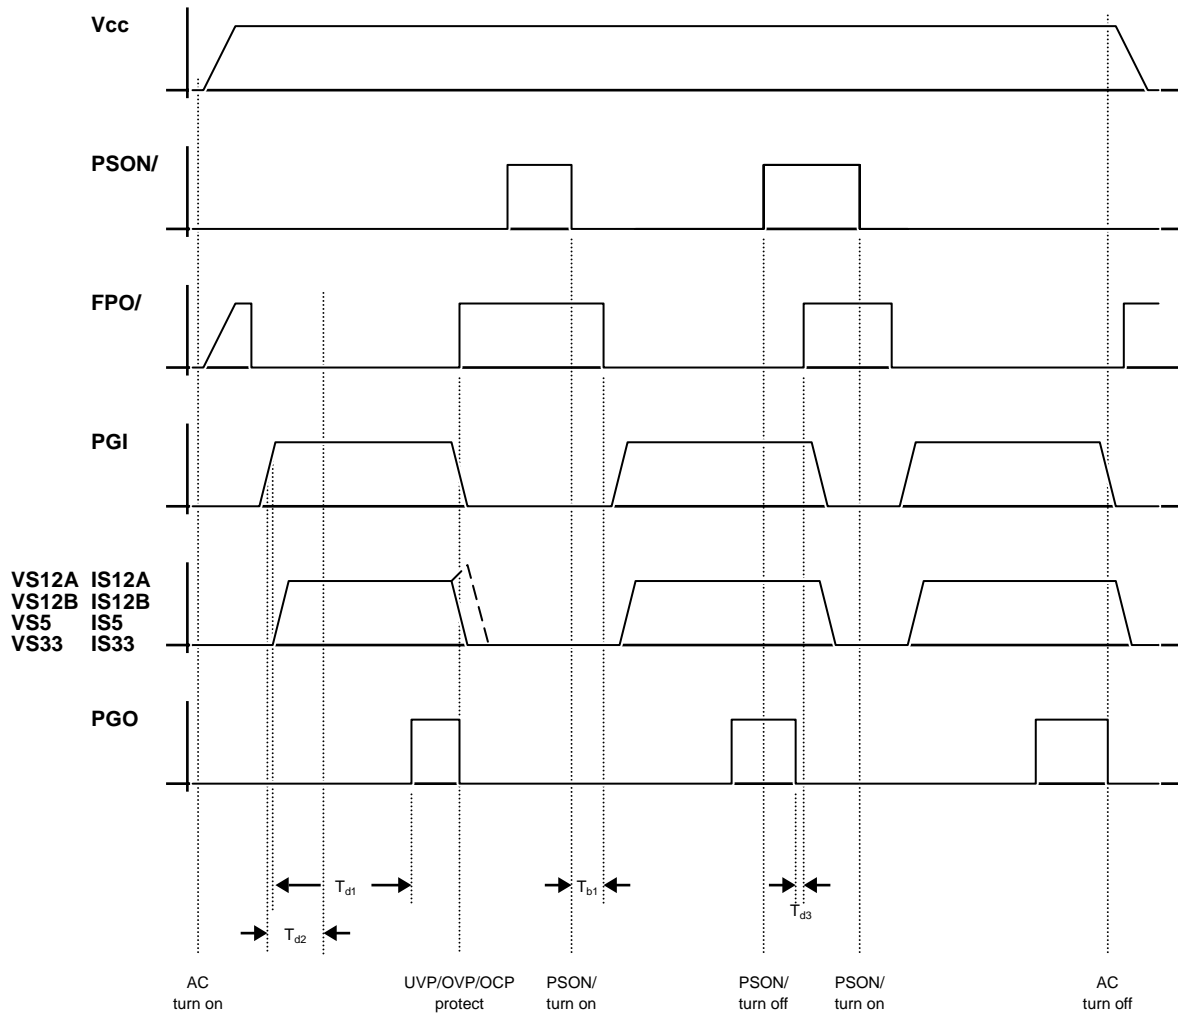 Vcc
PSON/
FPO/
PGI
VS12A IS12A
VS12B IS12B
VS5 IS5
VS33 IS33
PGO
Td1
Tb1
Td3
Td2
AC
turn on
UVP/OVP/OCP
protect
PSON/
turn on
PSON/
turn off
PSON/
turn on
AC
turn off